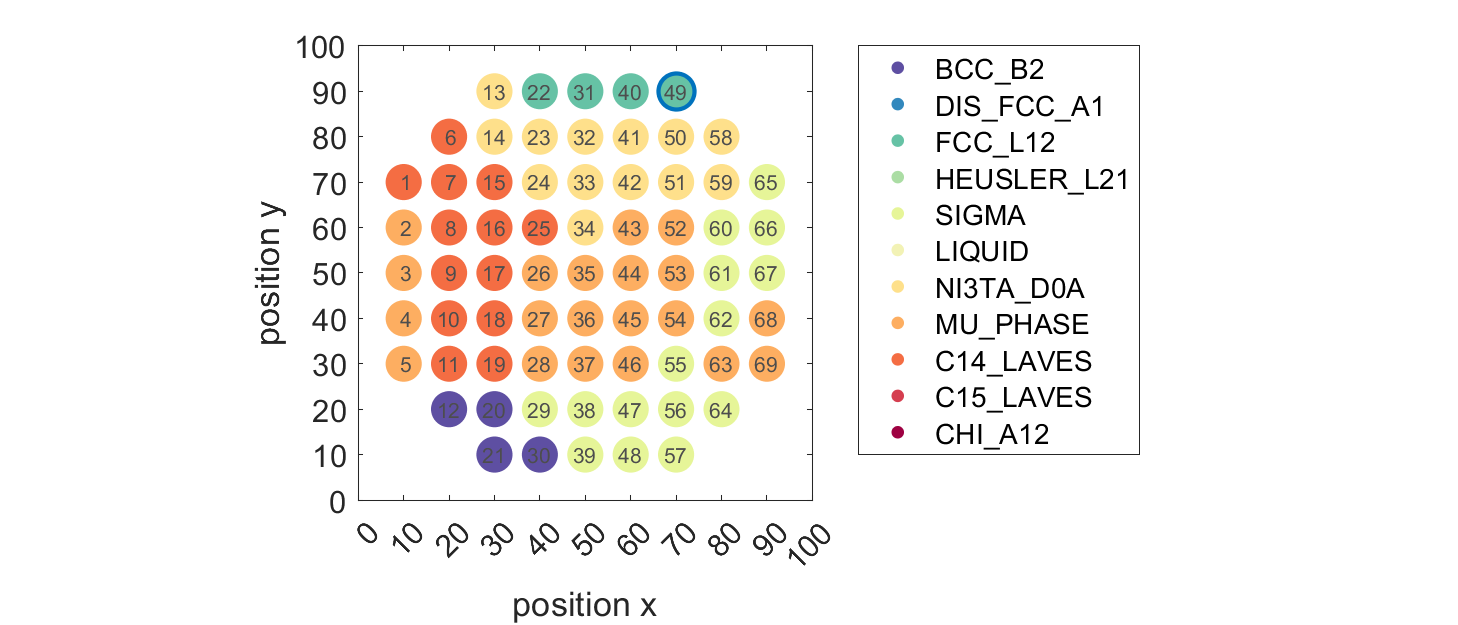 100
90 13 22 31 40 49
80 6 14 23 32 41 50 58
70 1 7 15 24 33 42 51 59 65
60 2 8 16 25 34 43 52 60 66
50 3 9 17 26 35 44 53 61 67
40 4 10 18 27 36 45 54 62 68
30 5 11 19 28 37 46 55 63 69
20 12 20 29 38 47 56 64
10 21 30 39 48 57
0
position y
0 10 20 30 40 50 60 70 80 90 100
position x
BCC_B2
DIS_FCC_A1
FCC_L12
HEUSLER_L21
SIGMA
LIQUID
NI3TA_D0A
MU_PHASE
C14_LAVES
C15_LAVES
CHI_A12